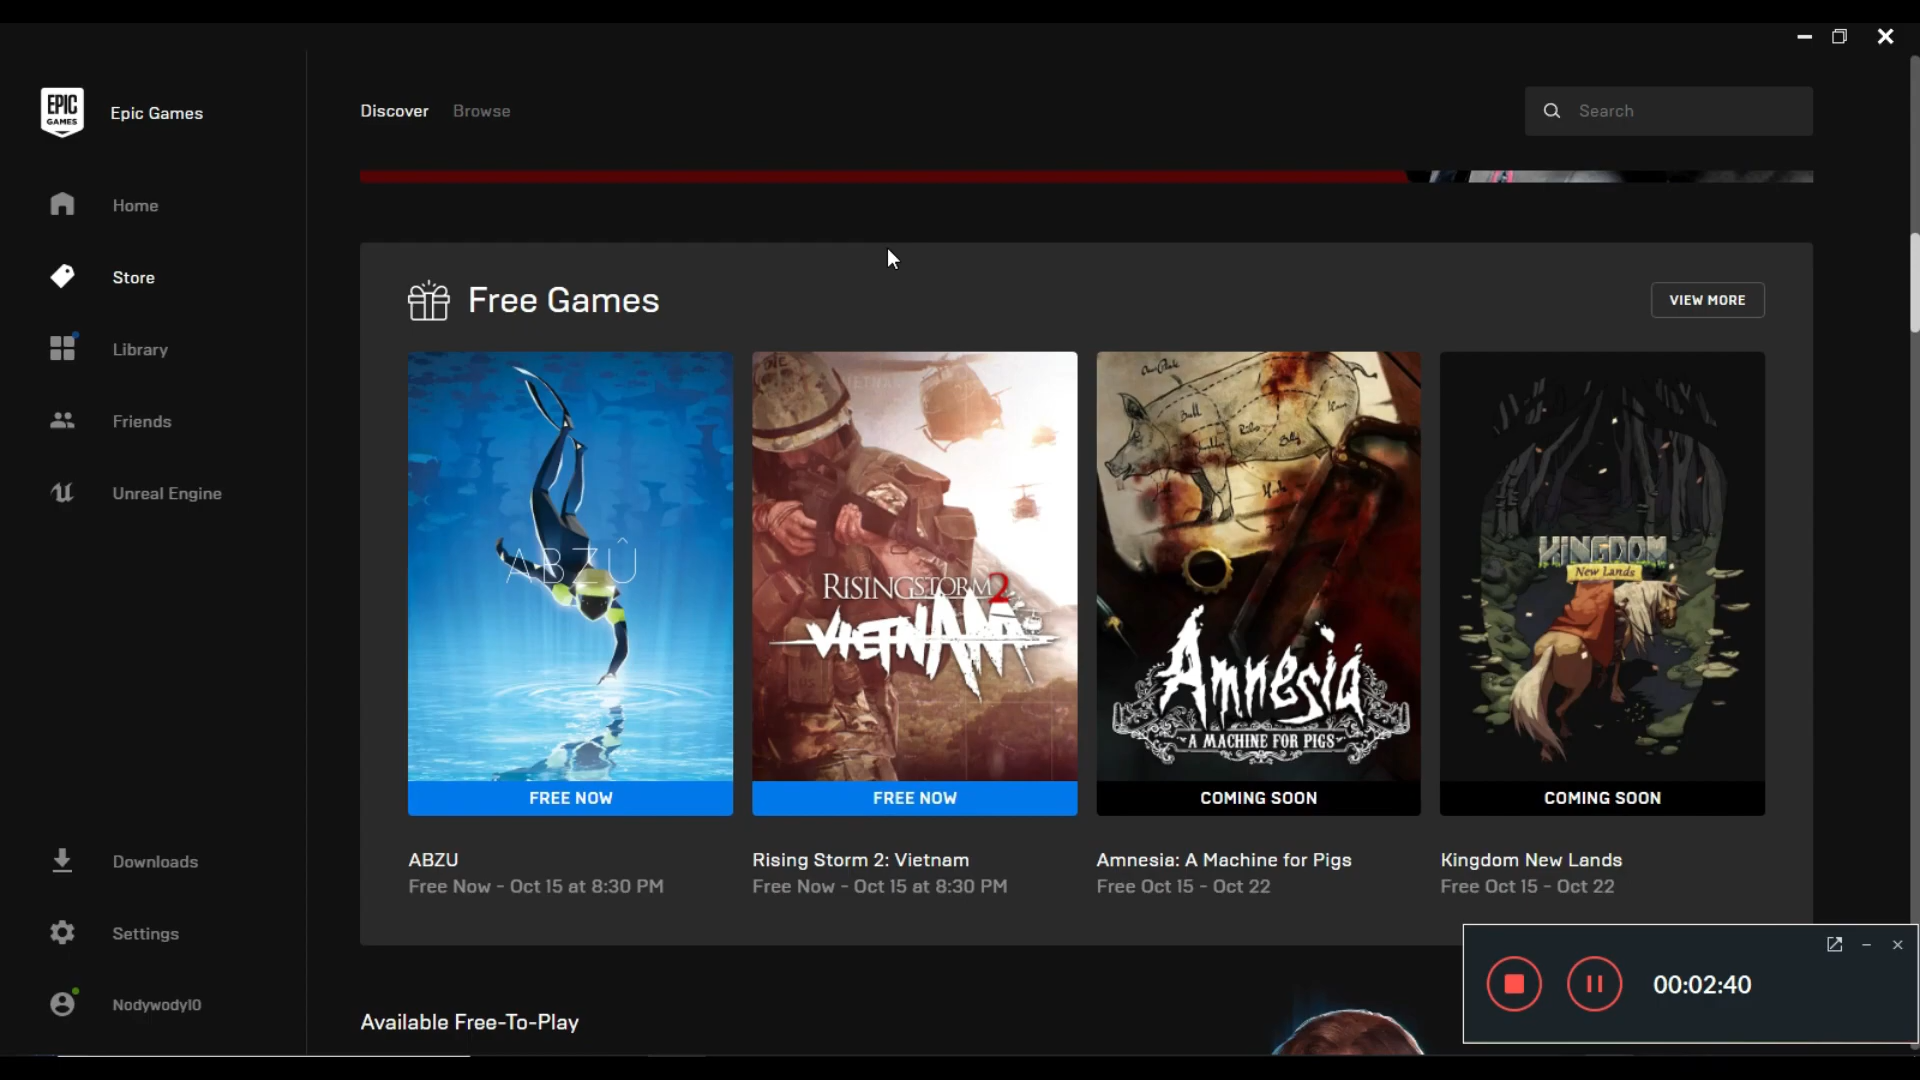 EPIC
GAMES
Epic Games
Discover
Browse
Search
Home
Store
Library
Friends
Unreal Engine
Downloads
Settings
Nodywody10
Free Games
VIEW MORE
ABZÛ
RISING STORM 2
VIETNAM
Amnesia
A MACHINE FOR PIGS
KINGDOM
New Lands
FREE NOW
FREE NOW
COMING SOON
COMING SOON
ABZU
Free Now - Oct 15 at 8:30 PM
Rising Storm 2: Vietnam
Free Now - Oct 15 at 8:30 PM
Amnesia: A Machine for Pigs
Free Oct 15 - Oct 22
Kingdom New Lands
Free Oct 15 - Oct 22
Available Free-To-Play
00:02:40